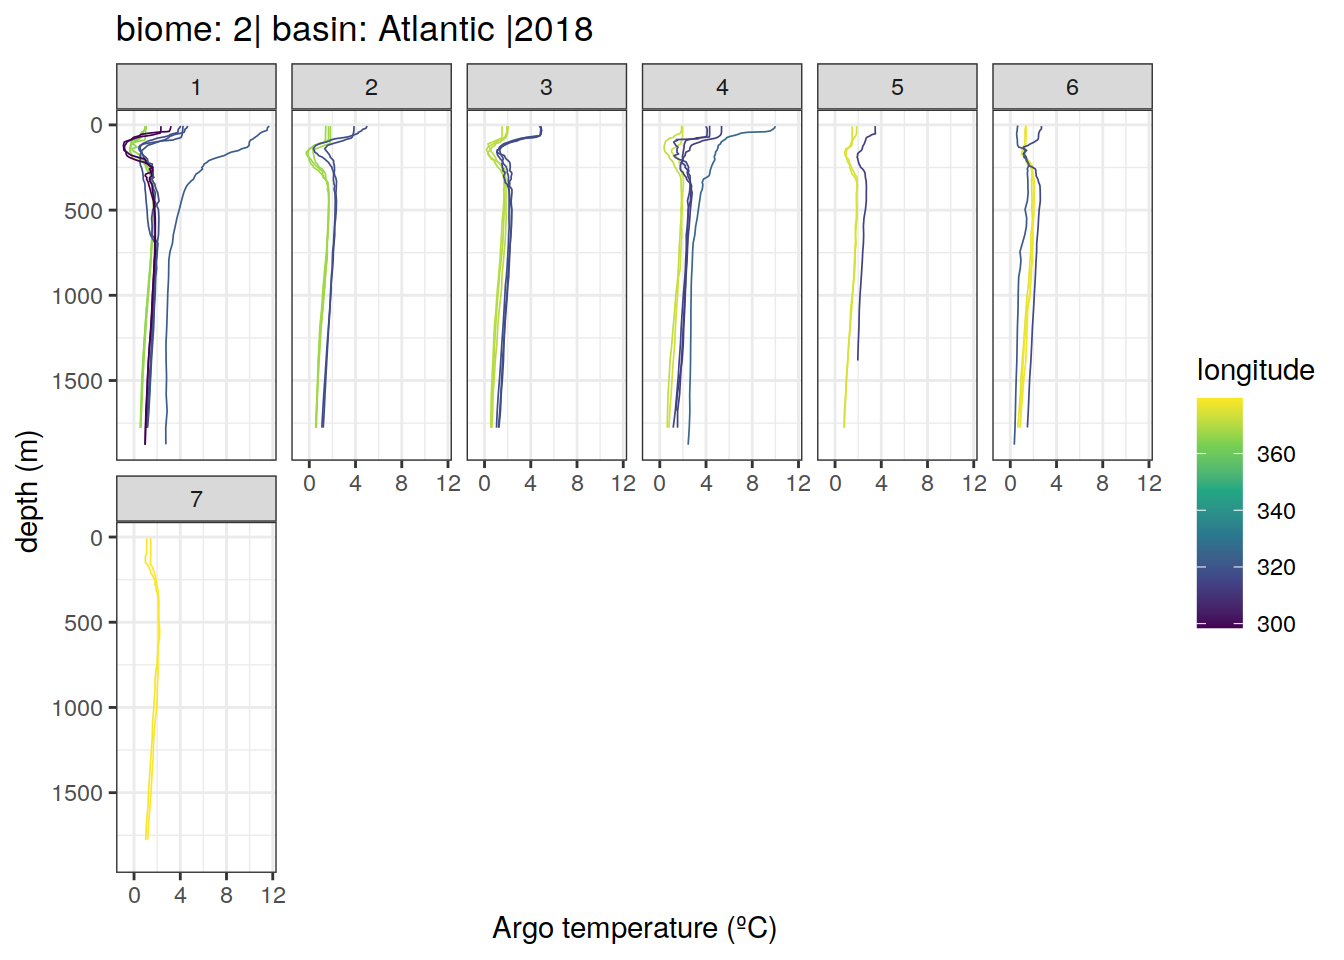 biome: 2| basin: Atlantic |2018
1 2 3 4 5 6
0
500
1000
1500
0 4 8 12 0 4 8 12 0 4 8 12 0 4 8 12 0 4 8 12
7
0
500
1000
1500
0 4 8 12
depth (m)
Argo temperature (ºC)
longitude
360
340
320
300